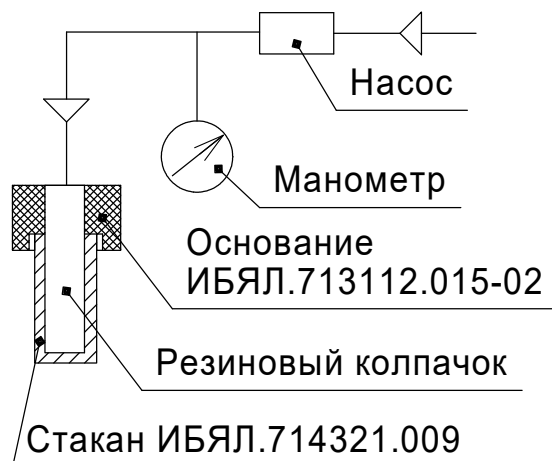 Насос
Манометр
Основание
ИБЯЛ.713112.015-02
Резиновый колпачок
Стакан ИБЯЛ.714321.009